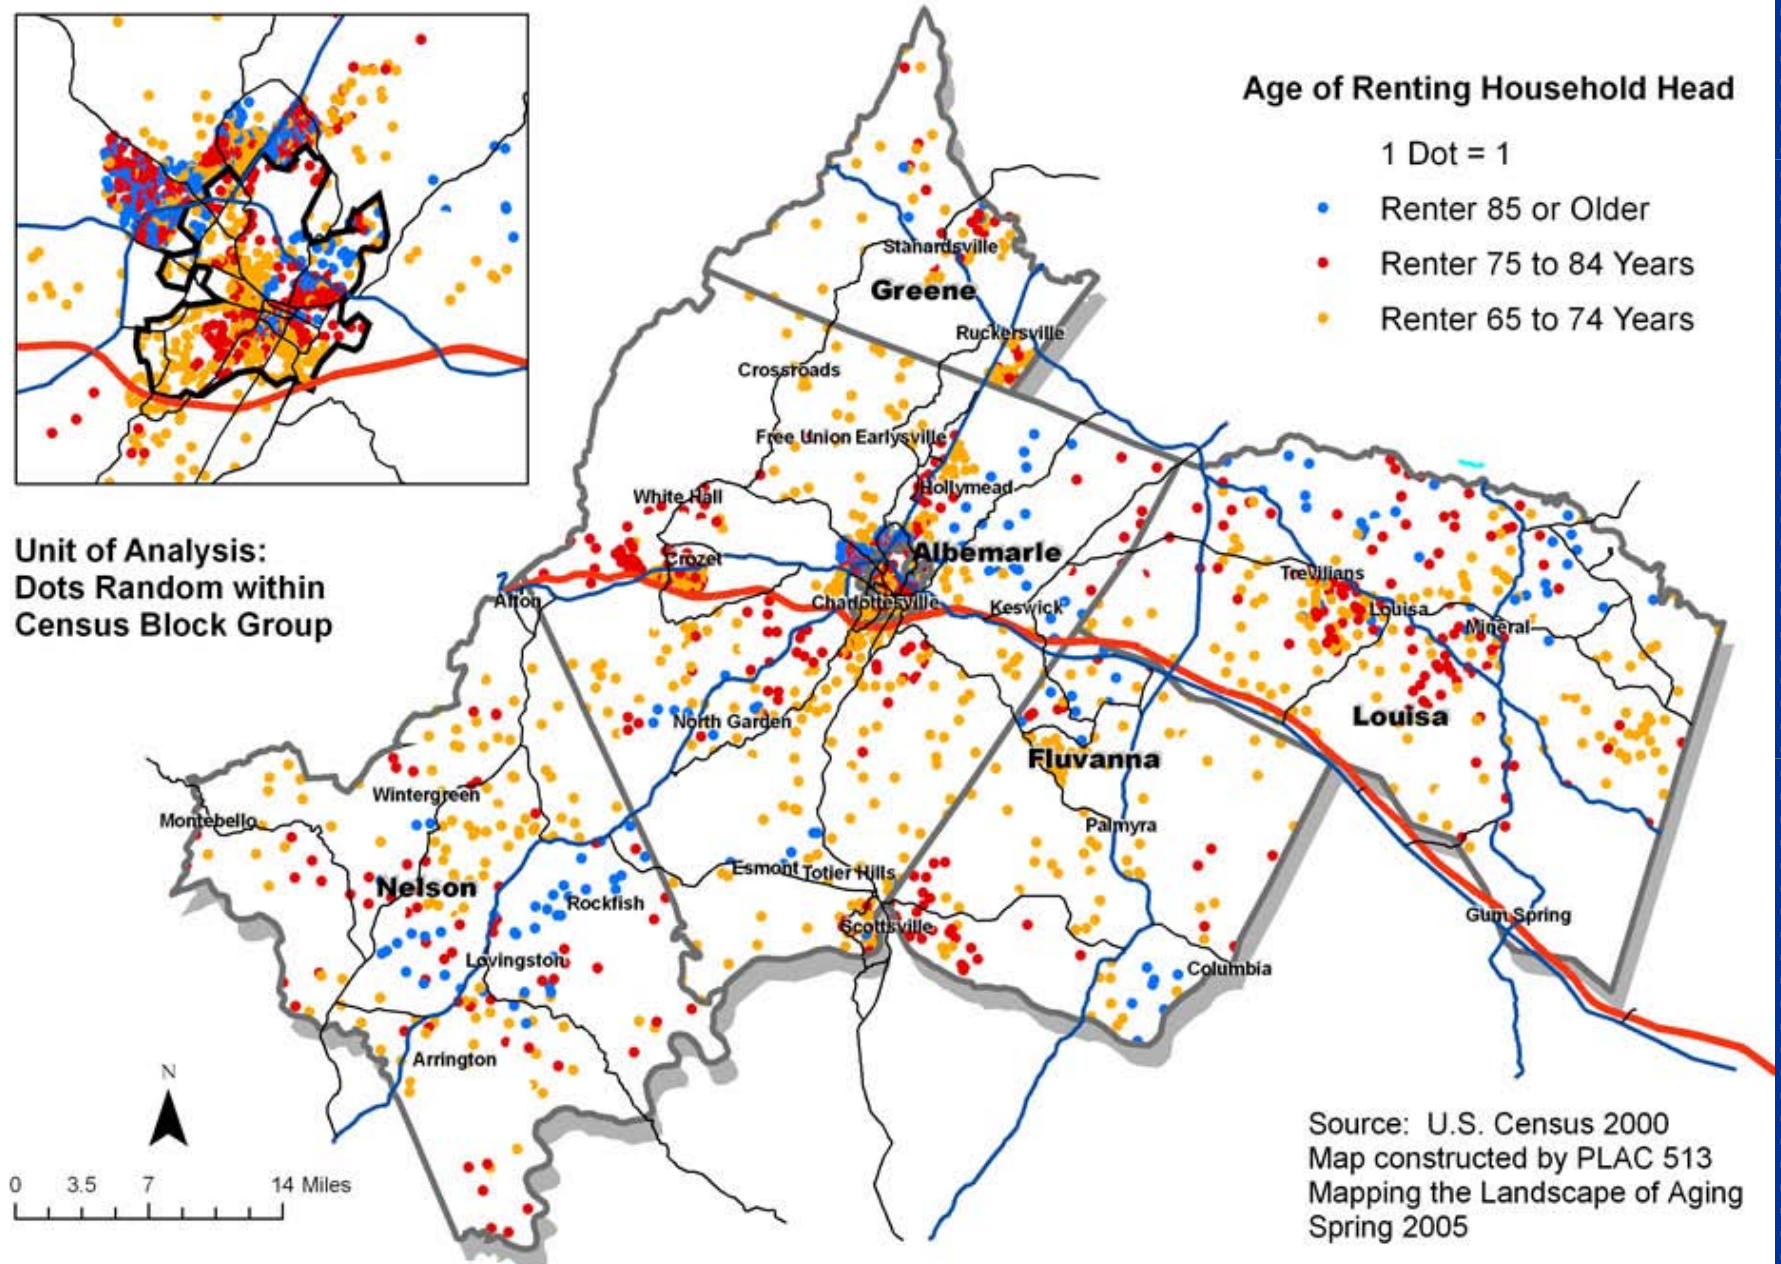 Age of Renting Household Head
1 Dot = 1
Renter 85 or Older
Renter 75 to 84 Years
Renter 65 to 74 Years
Unit of Analysis:
Dots Random within
Census Block Group
Stanardsville
Greene
Ruckersville
Crossroads
Free Union Earlysville
White Hall
Hollymead
Crozet
Albemarle
Alton
Charlottesville
Keswick
Trevilians
Louisa
Mineral
North Garden
Louisa
Fluvanna
Wintergreen
Montebello
Palmyra
Nelson
Esmont Totier Hills
Rockfish
Scottsville
Gum Spring
Lovingston
Columbia
Arrington
N
0 3.5 7 14 Miles
Source: U.S. Census 2000
Map constructed by PLAC 513
Mapping the Landscape of Aging
Spring 2005